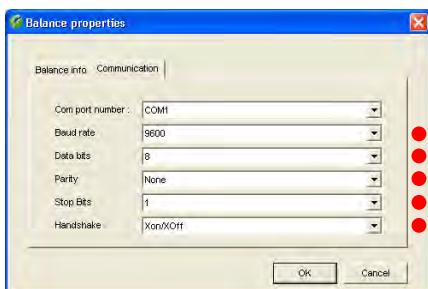 Balance properties
Balance info Communication
Com port number : COM1
Baud rate 9600
Data bits 8
Parity None
Stop Bits 1
Handshake Xon/XOff
OK Cancel